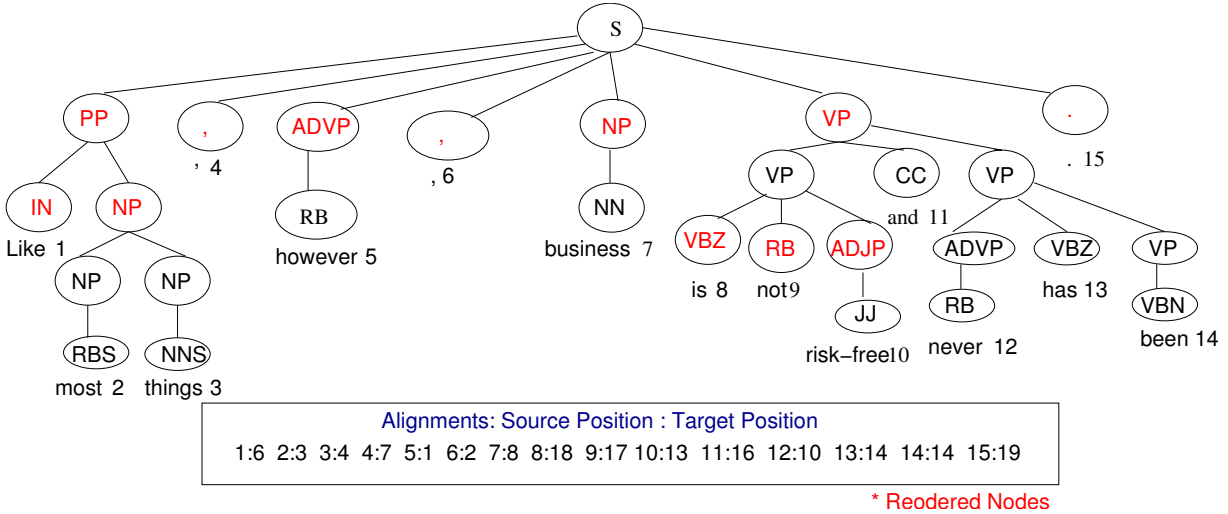 S
PP , ADVP , NP VP .
, 4 , 6 . 15
IN NP RB NN VP CC VP
Like 1 however 5 business 7 and 11
NP NP VBZ RB ADJP ADVP VBZ VP
is 8 not9 has 13
RBS NNS JJ RB VBN
most 2 things 3 risk–free10 never 12 been 14
Alignments: Source Position : Target Position
1:6 2:3 3:4 4:7 5:1 6:2 7:8 8:18 9:17 10:13 11:16 12:10 13:14 14:14 15:19
* Reodered Nodes